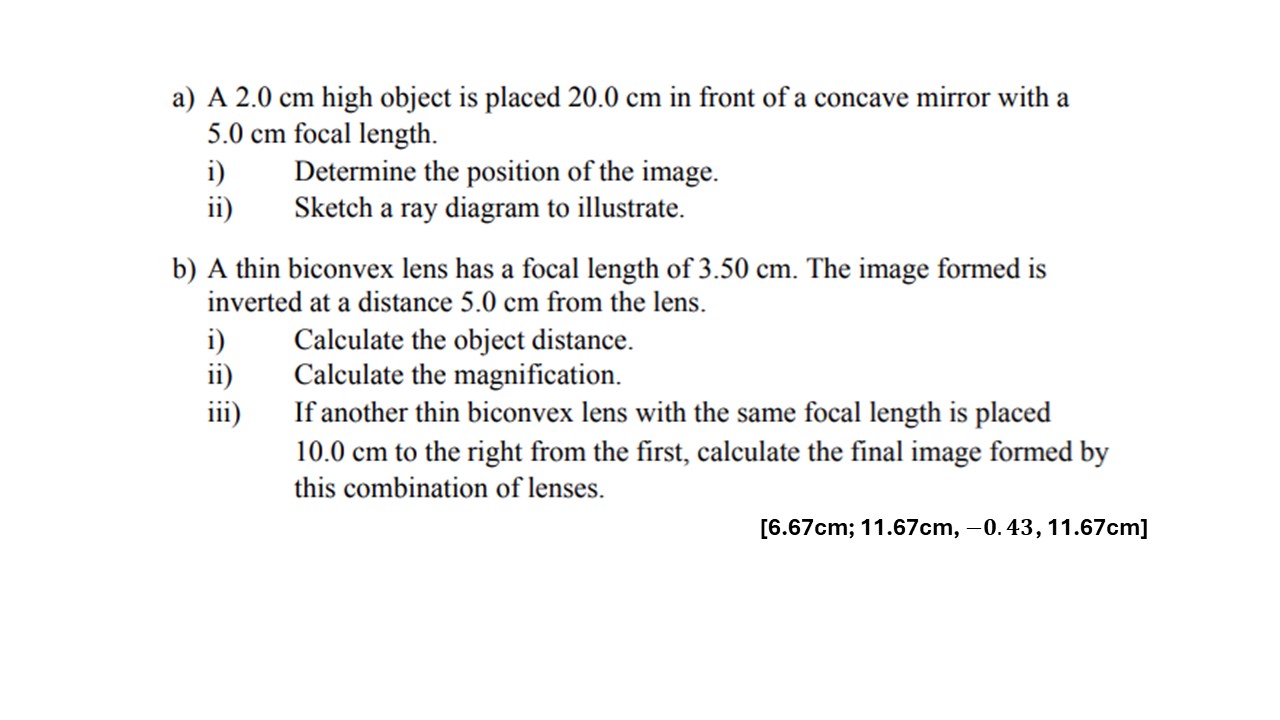 a) A 2.0 cm high object is placed 20.0 cm in front of a concave mirror with a
5.0 cm focal length.
i) Determine the position of the image.
ii) Sketch a ray diagram to illustrate.
b) A thin biconvex lens has a focal length of 3.50 cm. The image formed is
inverted at a distance 5.0 cm from the lens.
i) Calculate the object distance.
ii) Calculate the magnification.
iii) If another thin biconvex lens with the same focal length is placed
10.0 cm to the right from the first, calculate the final image formed by
this combination of lenses.
[6.67cm; 11.67cm, −0.43, 11.67cm]